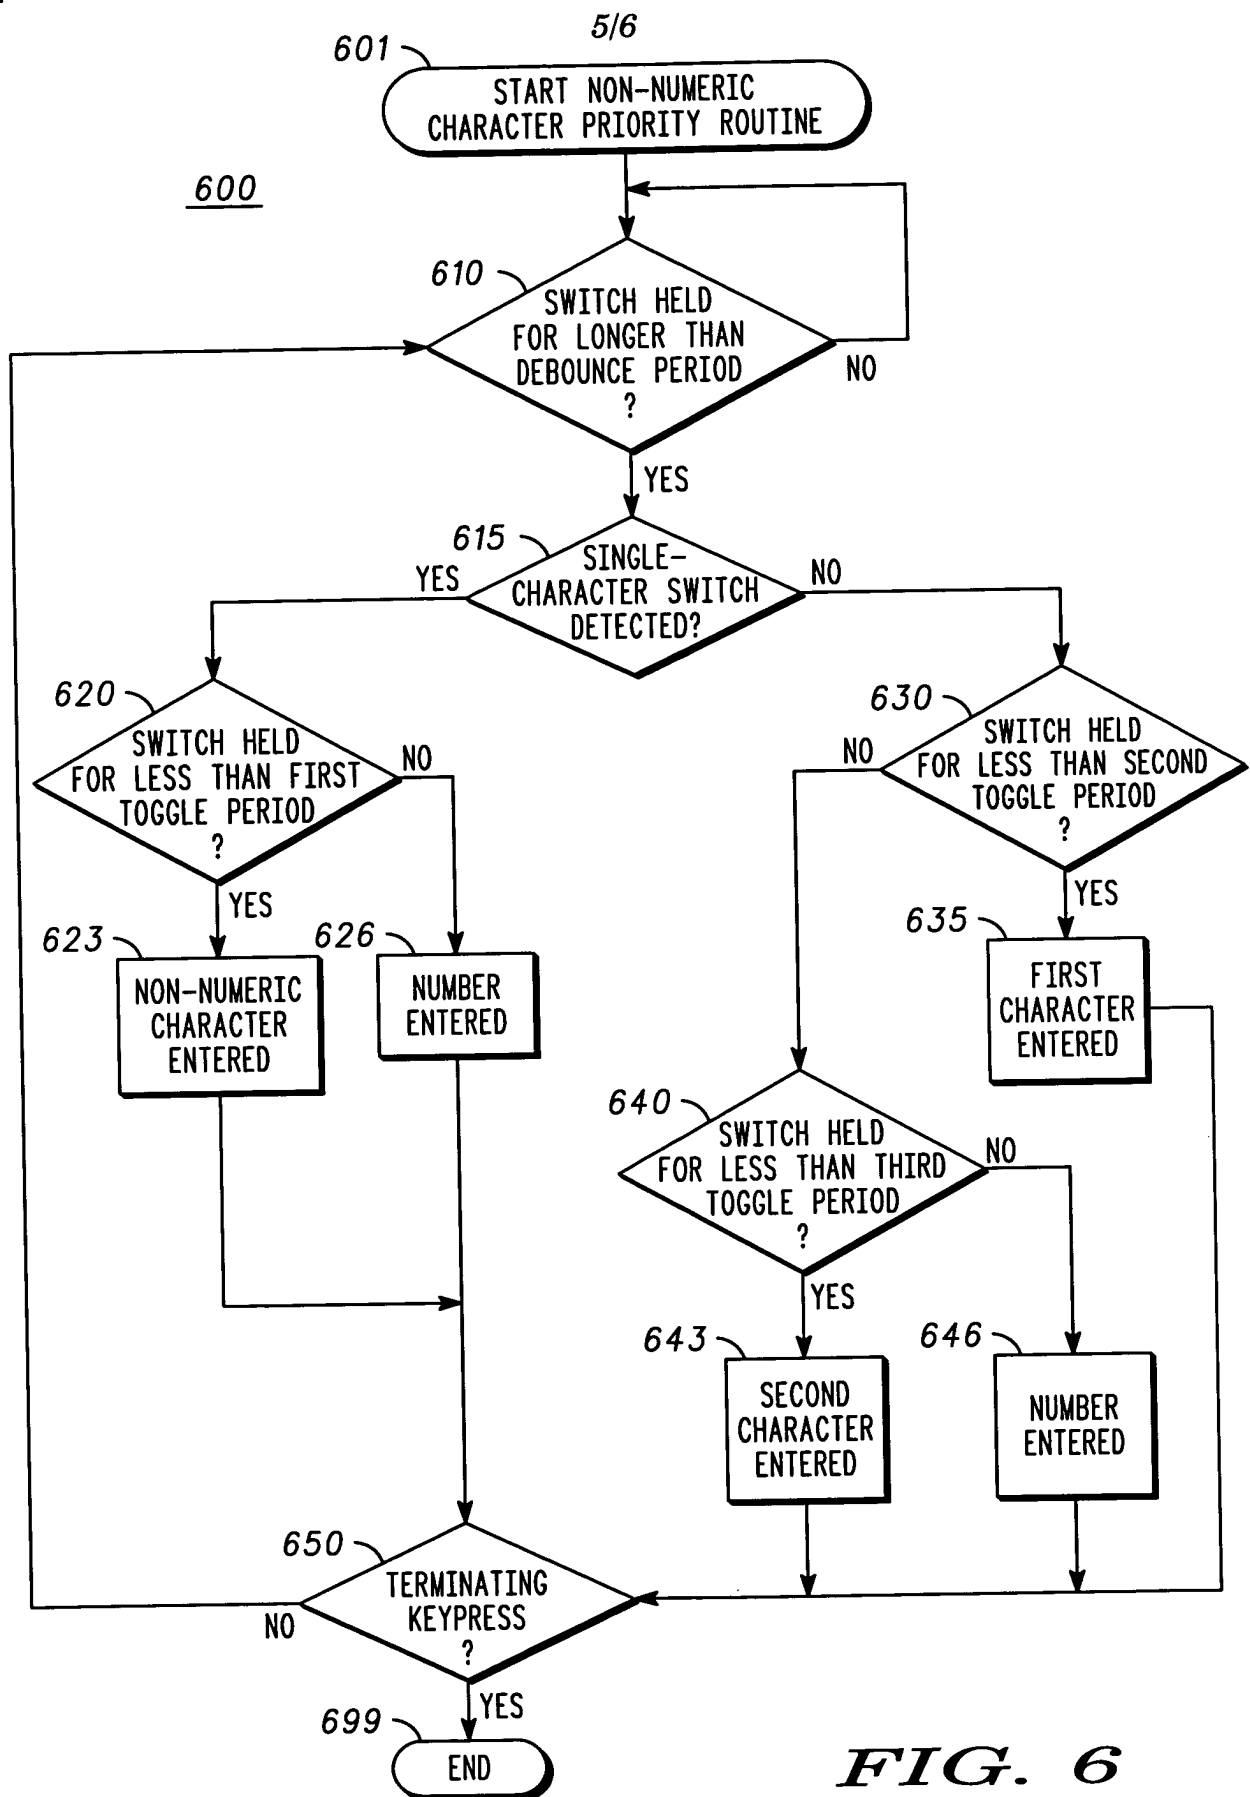 5/6
601
START NON-NUMERIC
CHARACTER PRIORITY ROUTINE
600
610
SWITCH HELD
FOR LONGER THAN
DEBOUNCE PERIOD
?
NO
YES
615
SINGLE-
CHARACTER SWITCH
DETECTED?
YES
NO
620
SWITCH HELD
FOR LESS THAN FIRST
TOGGLE PERIOD
?
NO
YES
630
SWITCH HELD
FOR LESS THAN SECOND
TOGGLE PERIOD
?
NO
YES
623
NON-NUMERIC
CHARACTER
ENTERED
626
NUMBER
ENTERED
635
FIRST
CHARACTER
ENTERED
640
SWITCH HELD
FOR LESS THAN THIRD
TOGGLE PERIOD
?
NO
YES
643
SECOND
CHARACTER
ENTERED
646
NUMBER
ENTERED
650
TERMINATING
KEYPRESS
?
NO
YES
699
END
FIG. 6